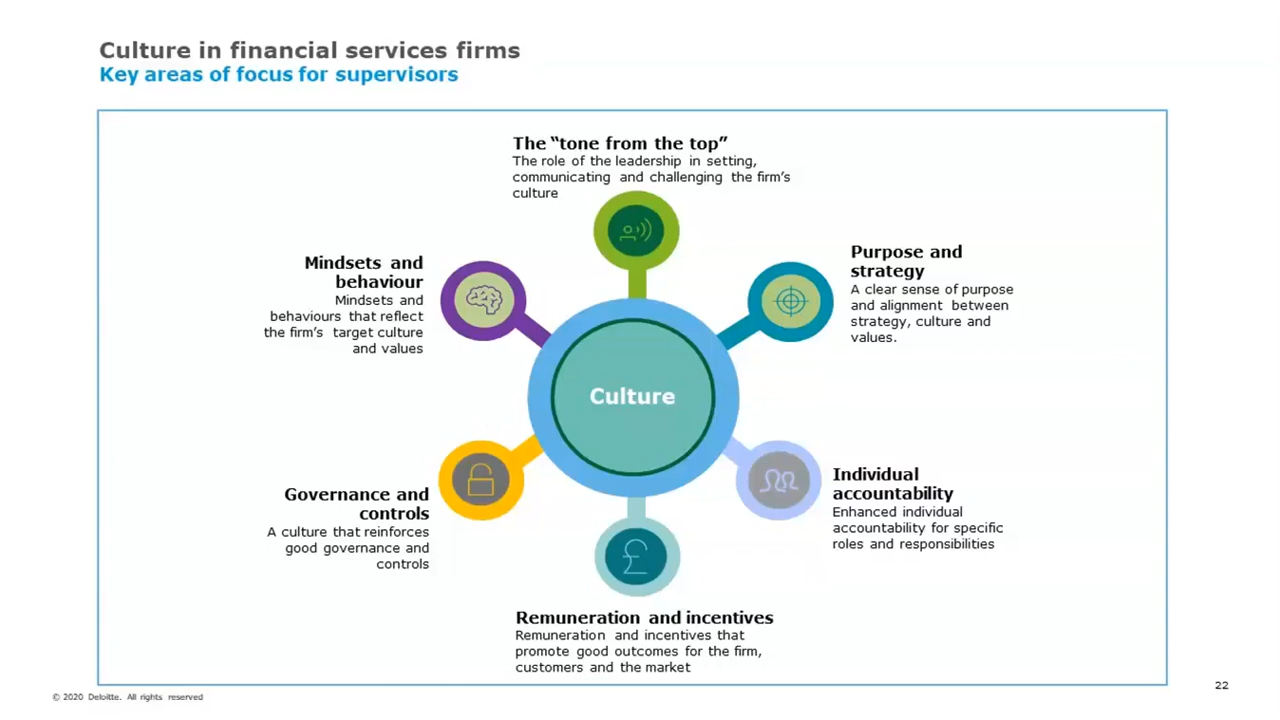 Culture in financial services firms
Key areas of focus for supervisors
The “tone from the top”
The role of the leadership in setting,
communicating and challenging the firm’s
culture
Mindsets and
behaviour
Mindsets and
behaviours that reflect
the firm’s target culture
and values
Purpose and
strategy
A clear sense of purpose
and alignment between
strategy, culture and
values.
Culture
Governance and
controls
A culture that reinforces
good governance and
controls
Individual
accountability
Enhanced individual
accountability for specific
roles and responsibilities
£
Remuneration and incentives
Remuneration and incentives that
promote good outcomes for the firm,
customers and the market
© 2020 Deloitte. All rights reserved
22